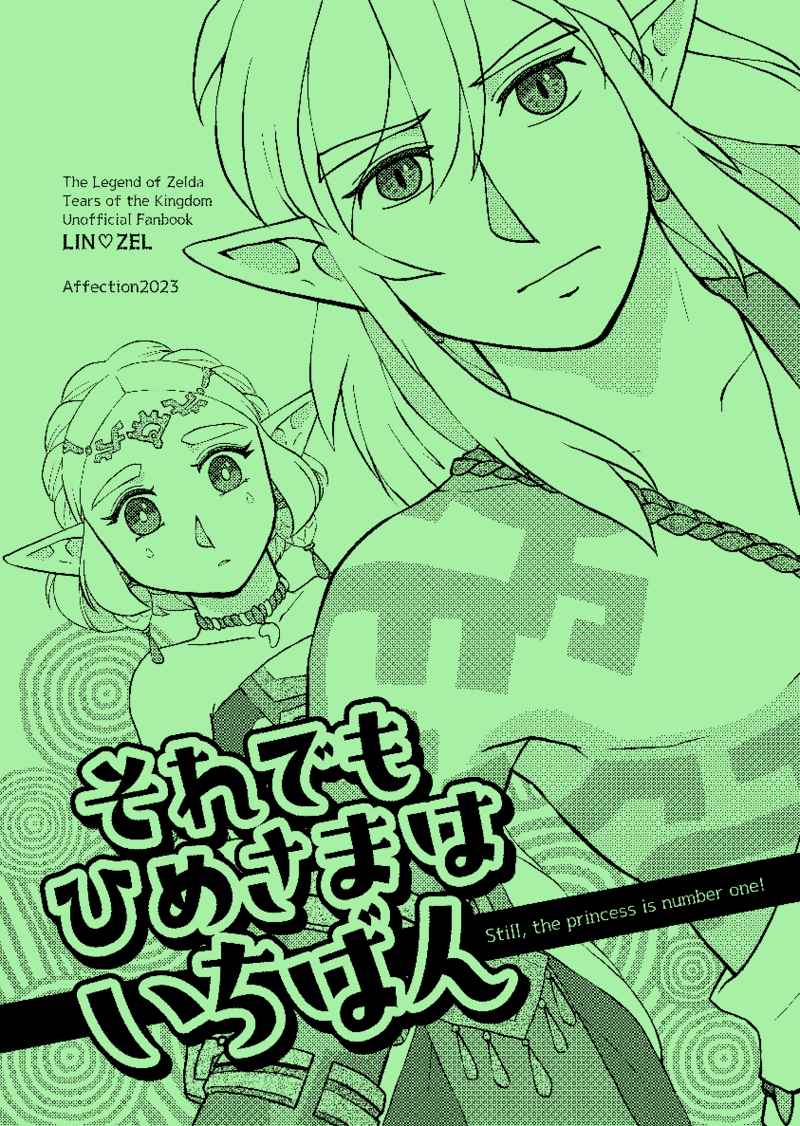 The Legend of Zelda
Tears of the Kingdom
Unofficial Fanbook
LIN♡ZEL
Affection2023
それでも
ひめさまは
いちば人
Still, the princess is number one!